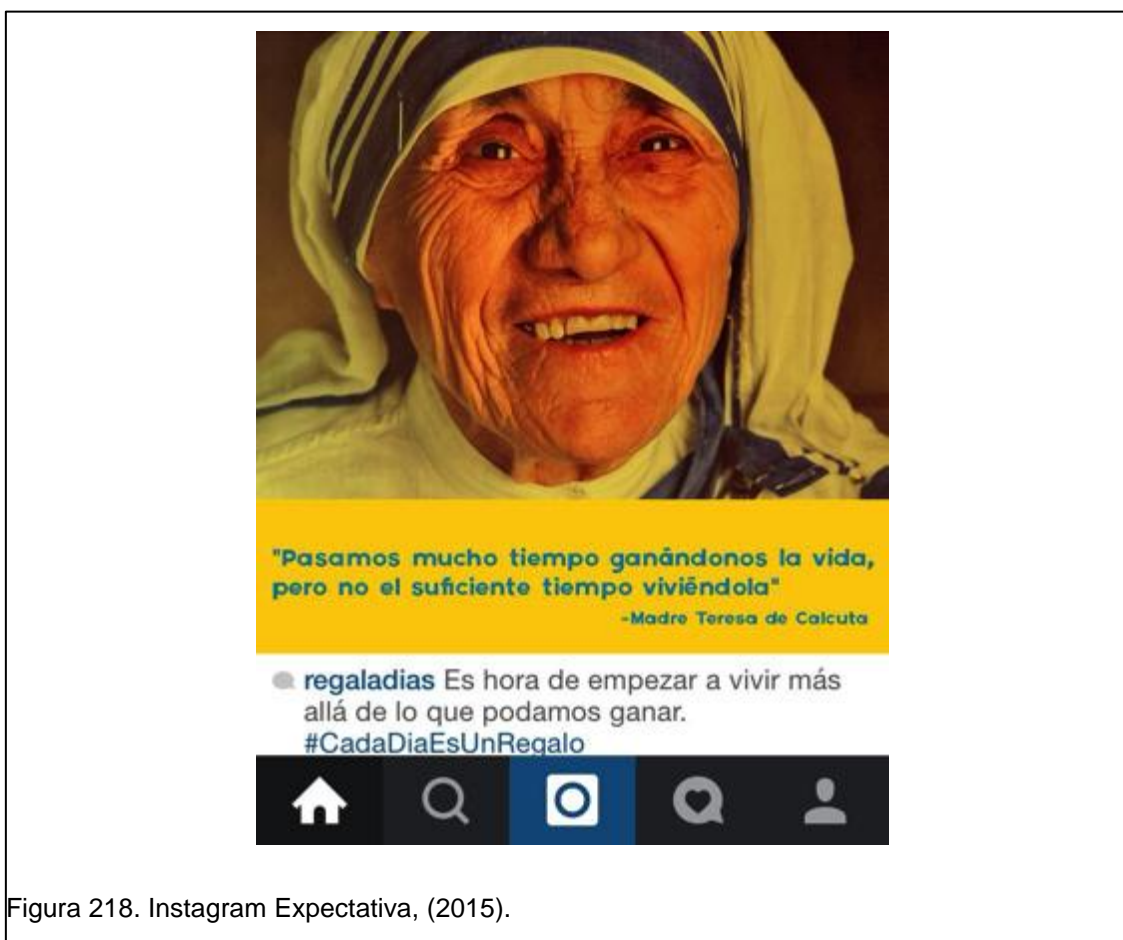 "Pasamos mucho tiempo ganándonos la vida,
pero no el suficiente tiempo viviéndola"
-Madre Teresa de Calcuta
regaladias Es hora de empezar a vivir más
allá de lo que podamos ganar.
#CadaDiaEsUnRegalo
Figura 218. Instagram Expectativa, (2015).